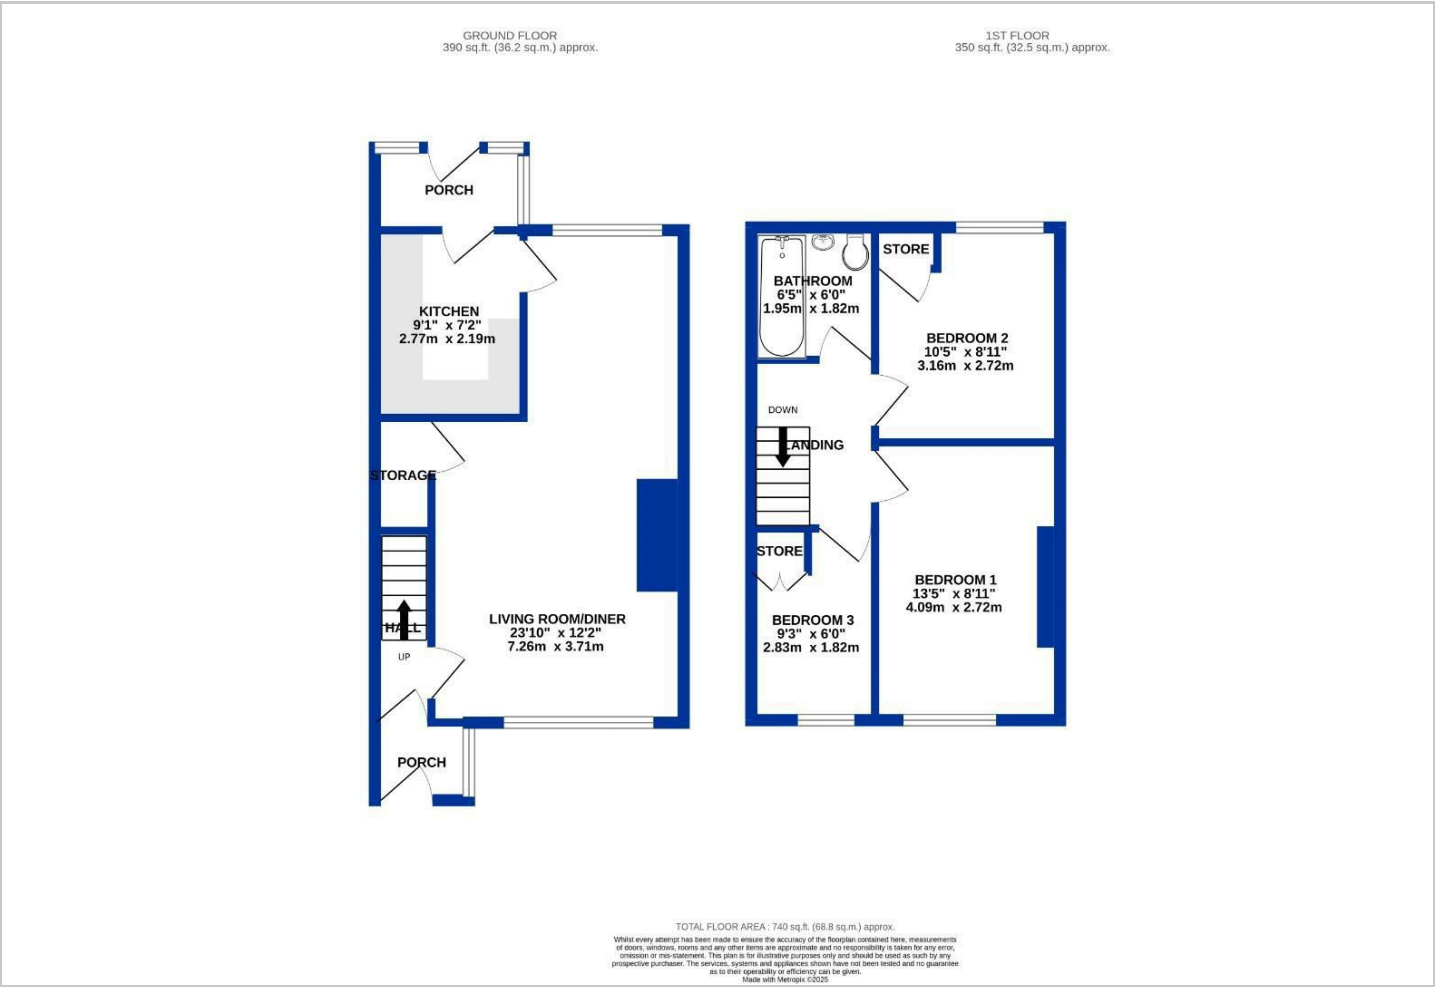 GROUND FLOOR
390 sq.ft. (36.2 sq.m.) approx.
1ST FLOOR
350 sq.ft. (32.5 sq.m.) approx.
PORCH
KITCHEN
9'1" x 7'2"
2.77m x 2.19m
STORAGE
HALL
UP
LIVING ROOM/DINER
23'10" x 12'2"
7.26m x 3.71m
PORCH
STORE
BATHROOM
6'5" x 6'0"
1.95m x 1.82m
BEDROOM 2
10'5" x 8'11"
3.16m x 2.72m
DOWN
LANDING
STORE
BEDROOM 1
13'5" x 8'11"
4.09m x 2.72m
BEDROOM 3
9'3" x 6'0"
2.83m x 1.82m
TOTAL FLOOR AREA : 740 sq.ft. (68.8 sq.m.) approx.
Whilst every attempt has been made to ensure the accuracy of the floorplan contained here, measurements
of doors, windows, rooms and any other items are approximate and no responsibility is taken for any error,
omission or mis-statement. This plan is for illustrative purposes only and should be used as such by any
prospective purchaser. The services, systems and appliances shown have not been tested and no guarantee
as to their operability or efficiency can be given.
Made with Metropix ©2025